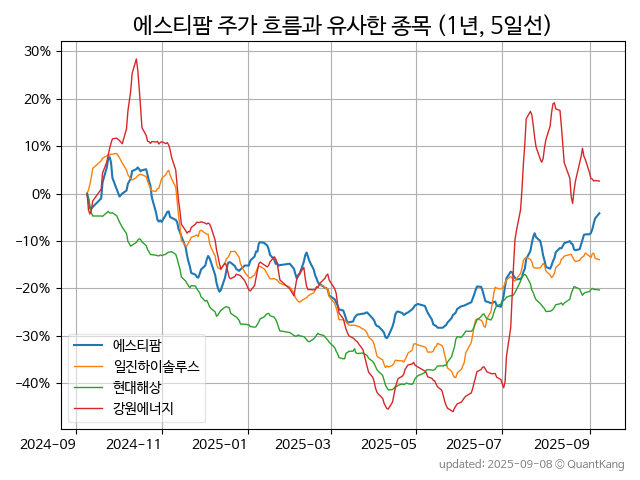 에스티팜 주가 흐름과 유사한 종목 (1년, 5일선)
30%
20%
10%
0%
−10%
−20%
−30%
−40%
에스티팜
일진하이솔루스
현대해상
강원에너지
2024−09
2024−11
2025−01
2025−03
2025−05
2025−07
2025−09
updated: 2025-09-08 © QuantKang